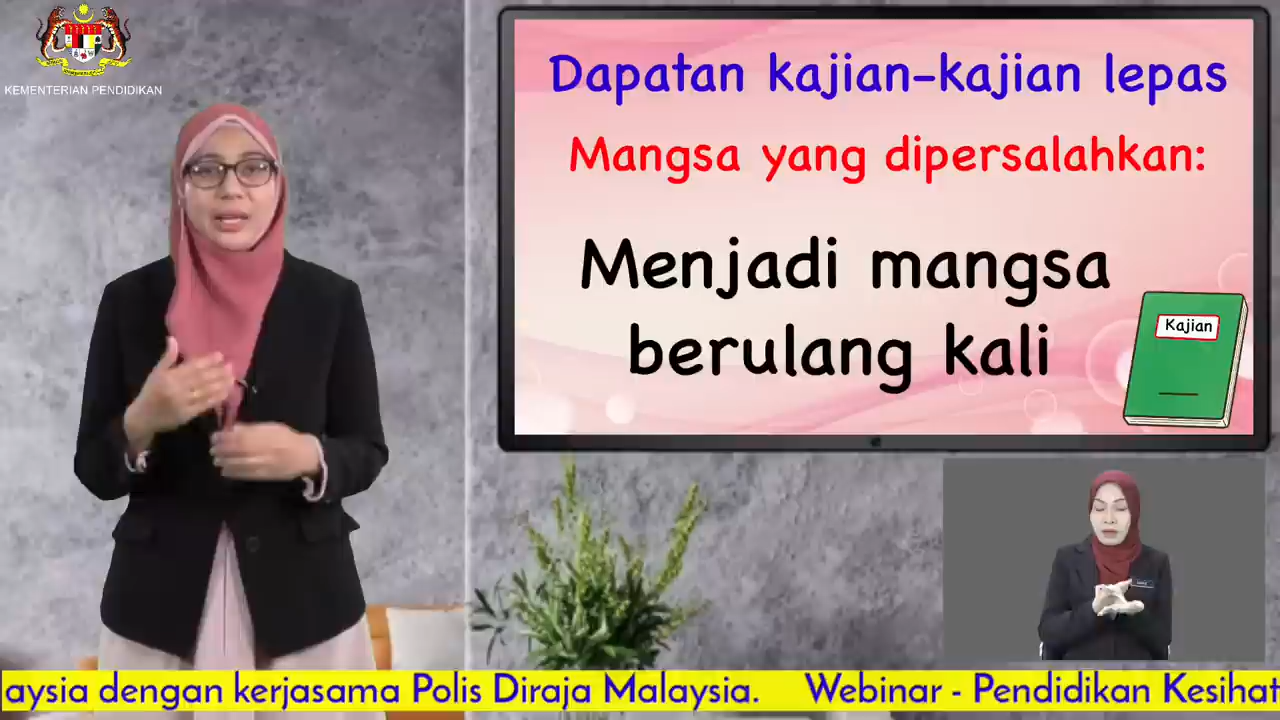 KEMENTERIAN PENDIDIKAN
Dapatan kajian-kajian lepas
Mangsa yang dipersalahkan:
Menjadi mangsa
berulang kali
Kajian
aysia dengan kerjasama Polis Diraja Malaysia. Webinar - Pendidikan Kesihat